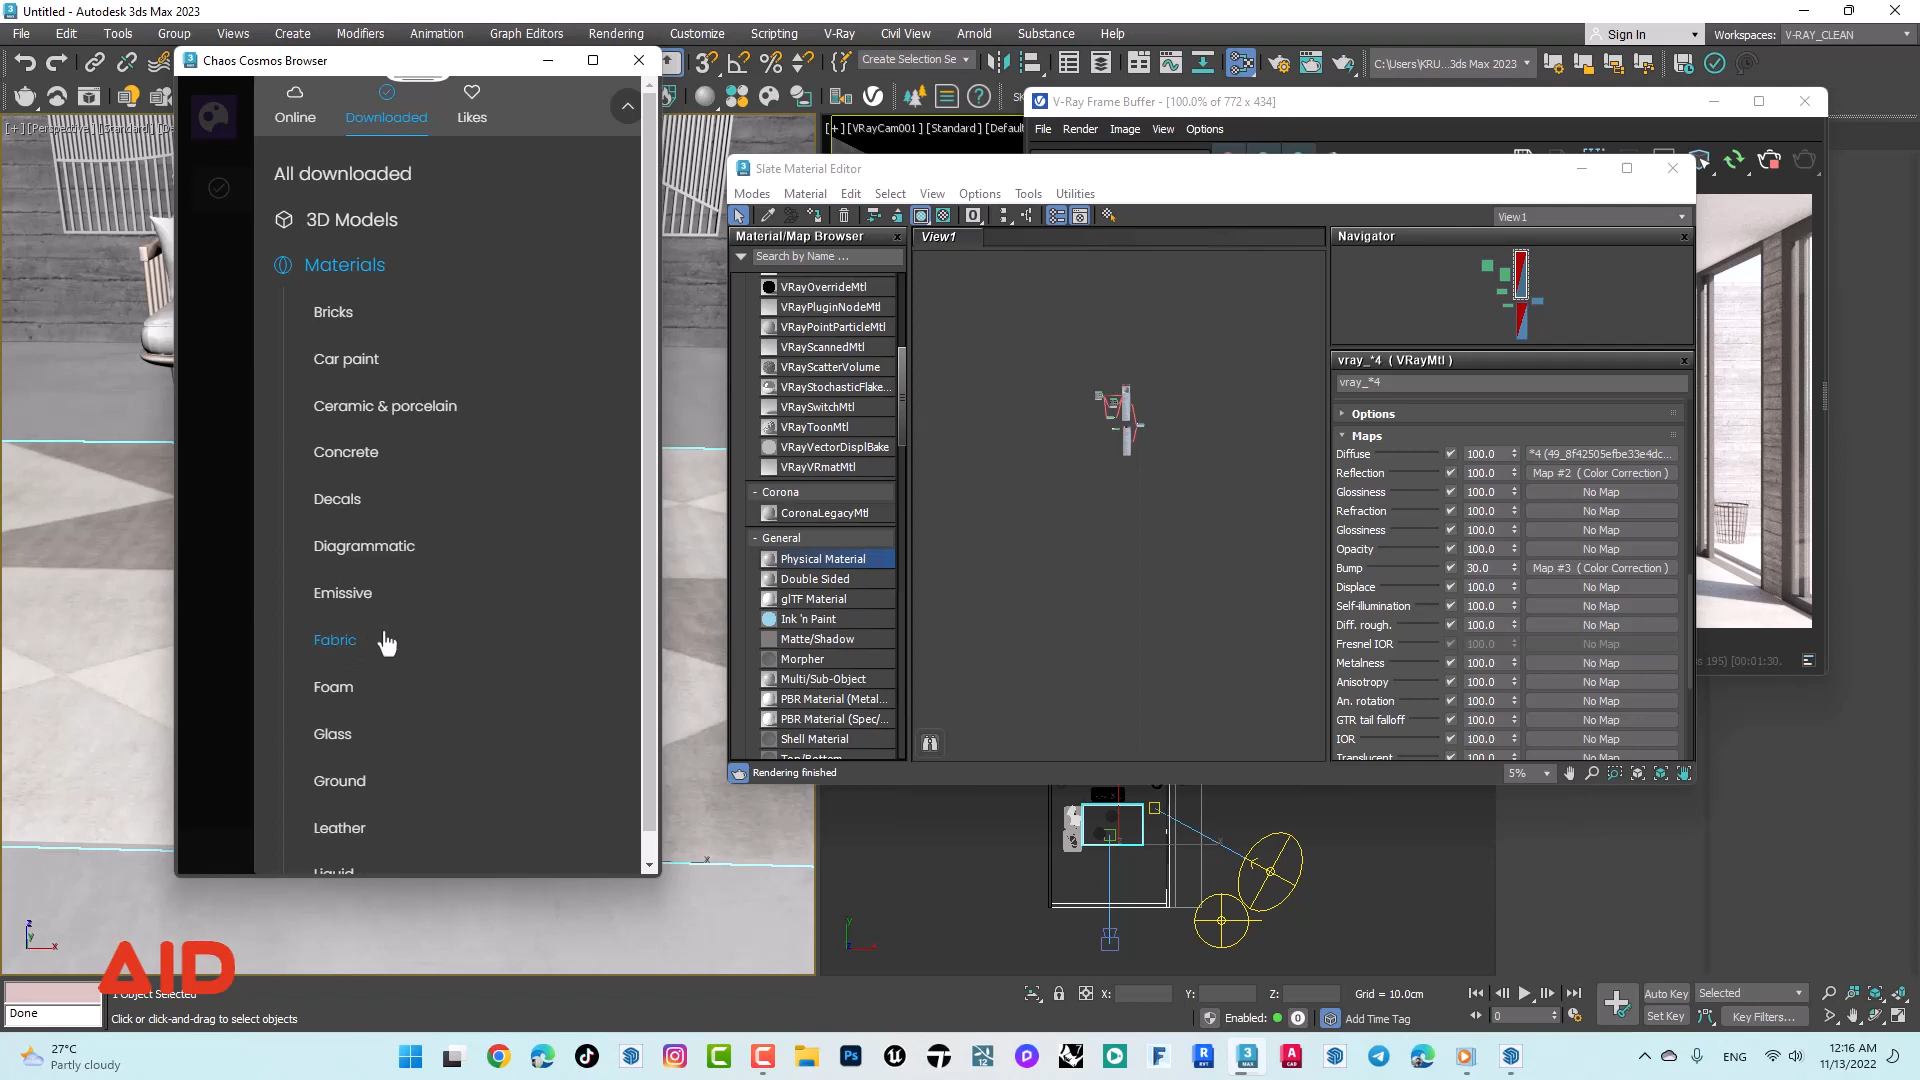 Untitled - Autodesk 3ds Max 2023
File Edit Tools Group Views Create Modifiers Animation Graph Editors Rendering Customize Scripting Civil View V-Ray Arnold Substance Help
Sign In
Workspaces: V-RAY_CLEAN
Create Selection Se
C:\Users\KRU...3ds Max 2023
Chaos Cosmos Browser
Online
Downloaded
Likes
All downloaded
3D Models
Materials
Bricks
Car paint
Ceramic & porcelain
Concrete
Decals
Diagrammatic
Emissive
Fabric
Foam
Glass
Ground
Leather
Liquid
[+] [Perspective] [Standard] [De
[+] [VRayCam001] [Standard] [Default
V-Ray Frame Buffer - [100.0% of 772 x 434]
File Render Image View Options
[00:01:30.
Slate Material Editor
Modes Material Edit Select View Options Tools Utilities
View1
Material/Map Browser
Search by Name ...
VRayOverrideMtl
VRayPluginNodeMtl
VRayPointParticleMtl
VRayScannedMtl
VRayScatterVolume
VRayStochasticFlake...
VRaySwitchMtl
VRayToonMtl
VRayVectorDisplBake
VRayVRmatMtl
- Corona
CoronaLegacyMtl
- General
Physical Material
Double Sided
glTF Material
Ink 'n Paint
Matte/Shadow
Morpher
Multi/Sub-Object
PBR Material (Metal...
PBR Material (Spec/...
Shell Material
Top/Bottom
Rendering finished
View1
Navigator
vray_*4 ( VRayMtl )
vray_*4
Options
Maps
Diffuse 100.0 *4 (49_8f42505efbe33e4dc...
Reflection 100.0 Map #2 ( Color Correction )
Glossiness 100.0 No Map
Refraction 100.0 No Map
Glossiness 100.0 No Map
Opacity 100.0 No Map
Bump 30.0 Map #3 ( Color Correction )
Displace 100.0 No Map
Self-illumination 100.0 No Map
Diff. rough. 100.0 No Map
Fresnel IOR 100.0 No Map
Metalness 100.0 No Map
Anisotropy 100.0 No Map
An. rotation 100.0 No Map
GTR tail falloff 100.0 No Map
IOR 100.0 No Map
Translucent 100.0 No Map
5%
AID
1 Object Selected
Done
Click or click-and-drag to select objects
X: Y: Z: Grid = 10.0cm
Enabled: 0 Add Time Tag
0
Auto Key Selected
Set Key Key Filters...
27°C
Partly cloudy
ENG
12:16 AM
11/13/2022